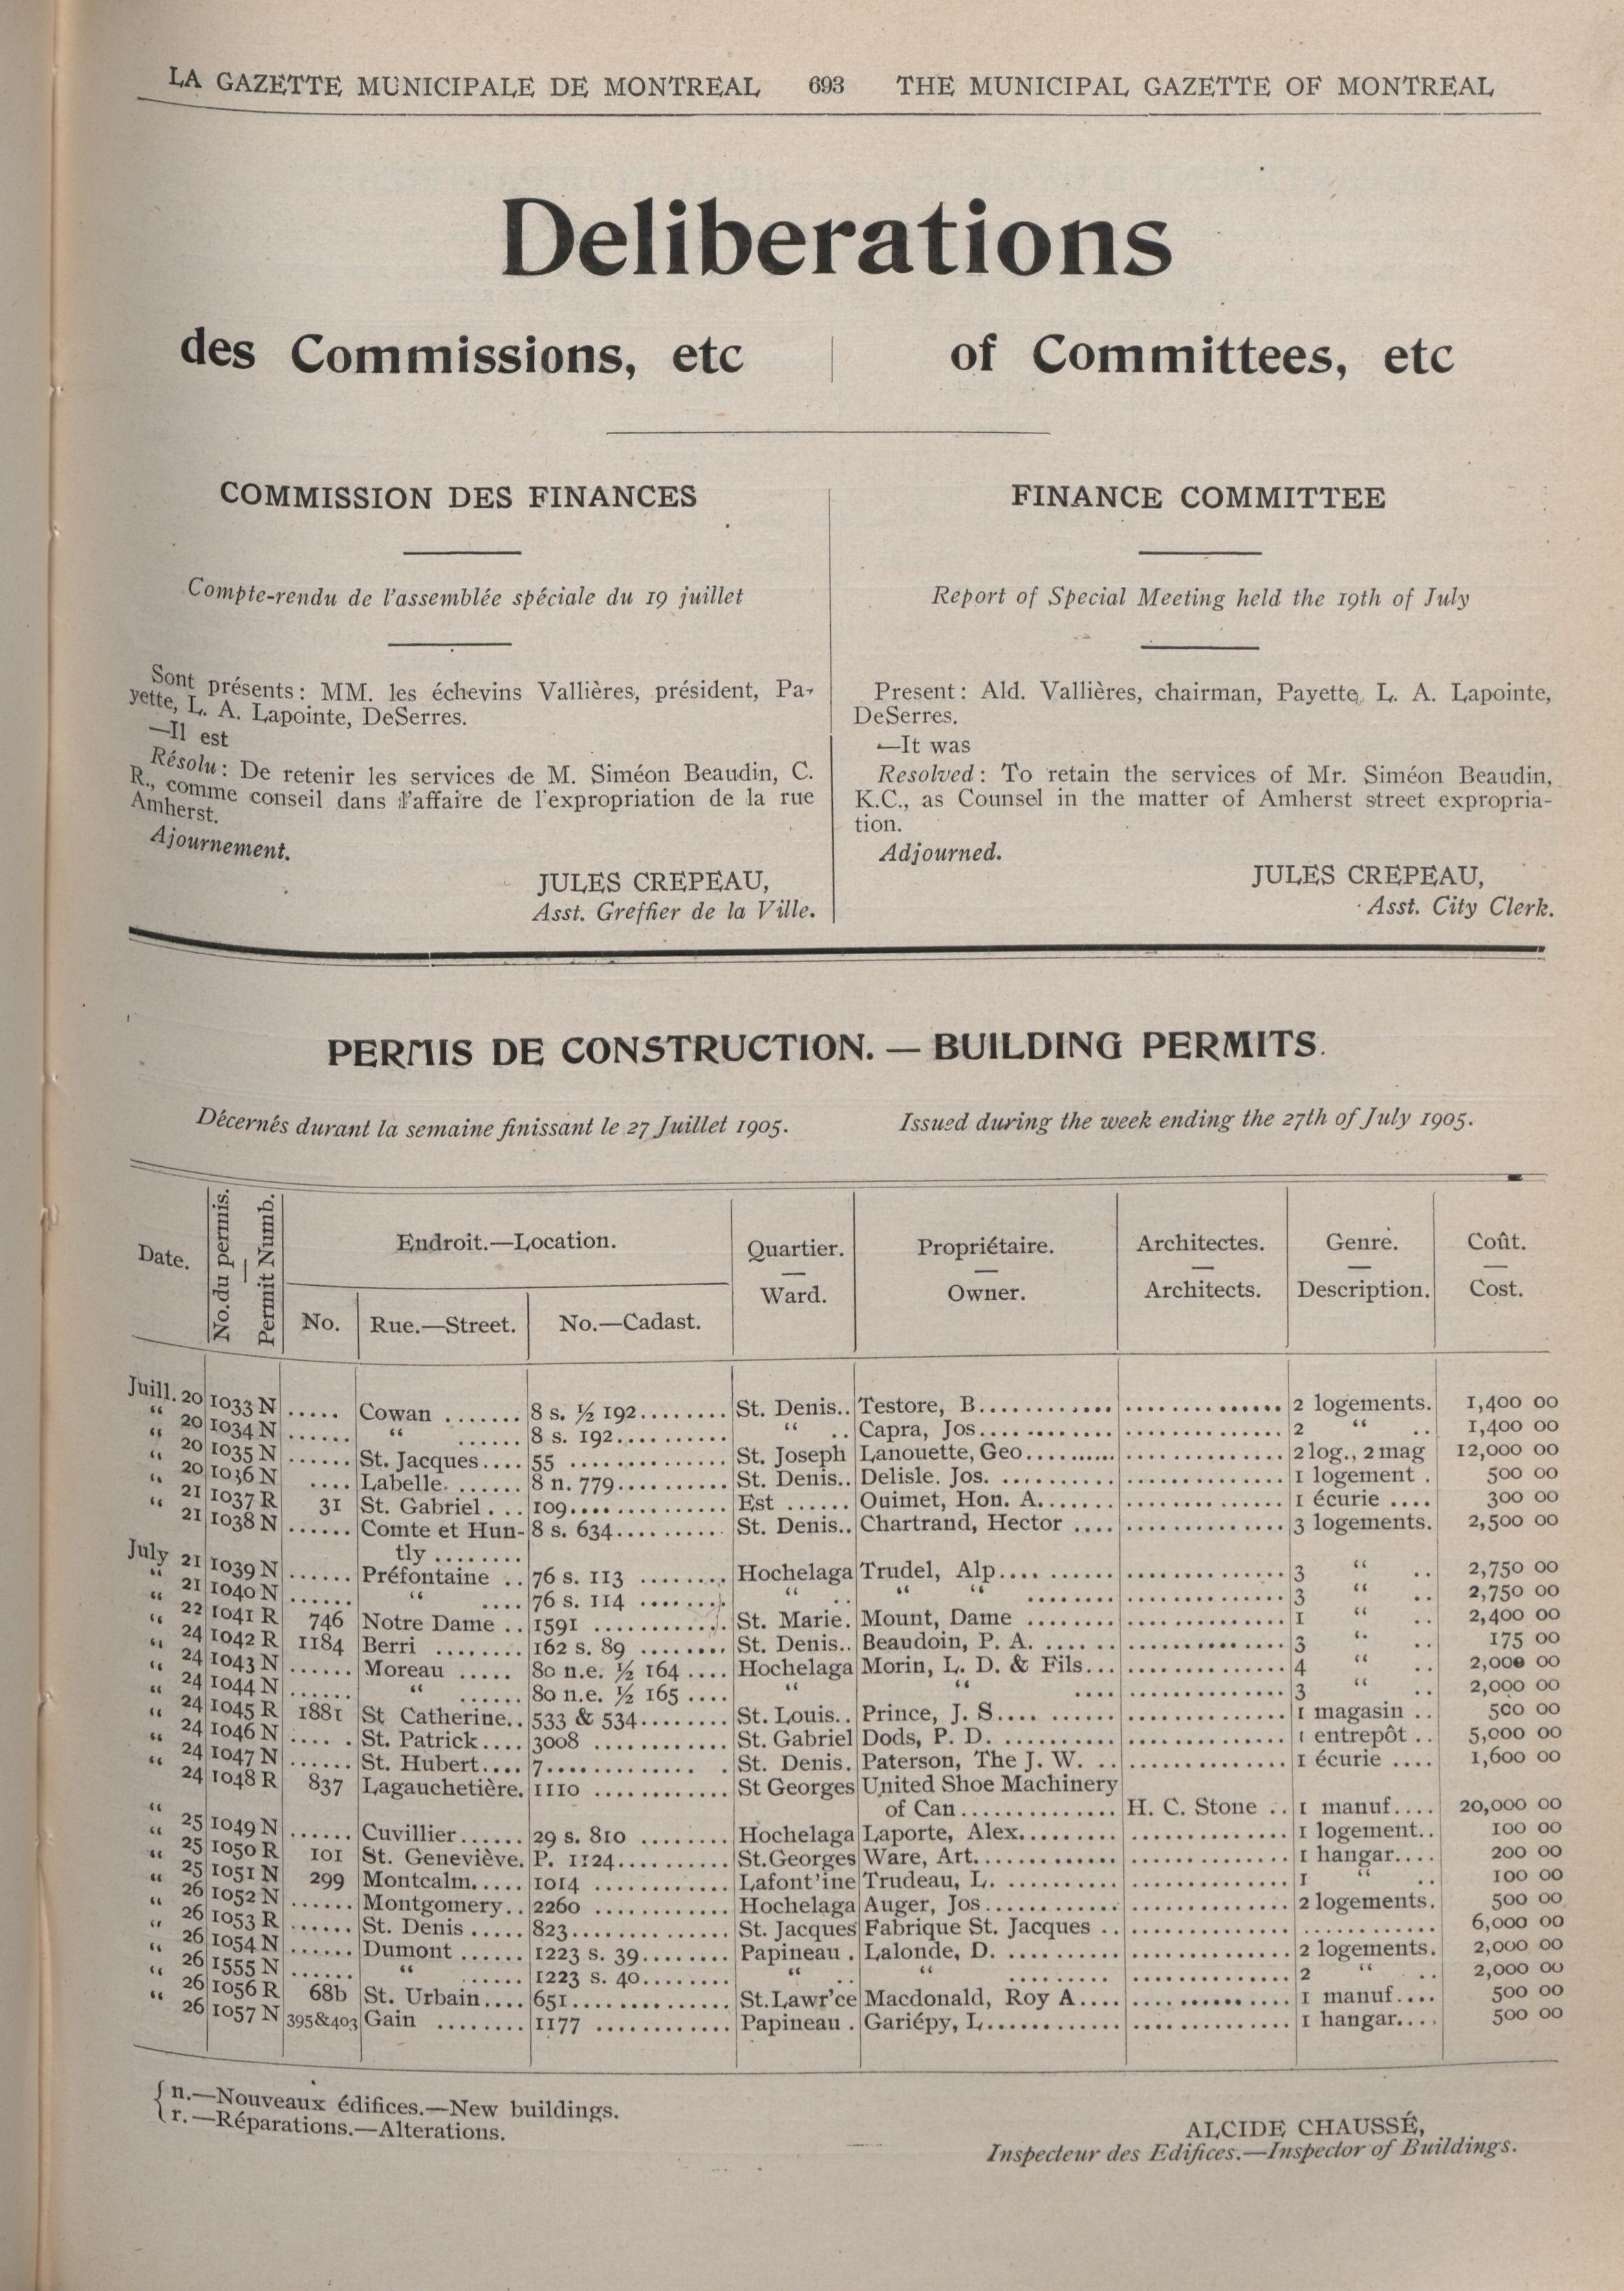 LA GAZETTE MUNICIPALE DE MONTREAL 693 THE MUNICIPAL GAZETTE OF MONTREAL
Deliberations
des Commissions, etc
of Committees, etc
COMMISSION DES FINANCES
Compte-rendu de l'assemblée spéciale du 19 juillet
Sont présents: MM. les échevins Vallières, président, Pa-
yette, L. A. Lapointe, DeSerres.
—Il est
Résolu: De retenir les services de M. Siméon Beaudin, C.
R., comme conseil dans l'affaire de l'expropriation de la rue
Amherst.
Ajournement.
JULES CREPEAU,
Asst. Greffier de la Ville.
FINANCE COMMITTEE
Report of Special Meeting held the 19th of July
Present: Ald. Vallières, chairman, Payette, L. A. Lapointe,
DeSerres.
—It was
Resolved: To retain the services of Mr. Siméon Beaudin,
K.C., as Counsel in the matter of Amherst street expropria-
tion.
Adjourned.
JULES CREPEAU,
Asst. City Clerk.
PERMIS DE CONSTRUCTION. — BUILDING PERMITS.
Décernés durant la semaine finissant le 27 Juillet 1905. Issued during the week ending the 27th of July 1905.
Date. No. du permis. — Permit Numb. Endroit.—Location. No. Rue.—Street. No.—Cadast. Quartier. — Ward. Propriétaire. — Owner. Architectes. — Architects. Genre. — Description. Coût. — Cost.
Juill. 20 1033 N ..... Cowan ....... 8 s. ½ 192........ St. Denis.. Testore, B............ ............. 2 logements. 1,400 00
“ 20 1034 N ...... “ ...... 8 s. 192.......... “ .. Capra, Jos............ ............. 2 “ .. 1,400 00
“ 20 1035 N ...... St. Jacques.... 55 .............. St. Joseph Lanouette, Geo.......... ............. 2 log., 2 mag 12,000 00
“ 20 1036 N .... Labelle. ...... 8 n. 779.......... St. Denis.. Delisle. Jos. .......... ............. 1 logement . 500 00
“ 21 1037 R 31 St. Gabriel . .. 109.............. Est ...... Ouimet, Hon. A....... ............. 1 écurie .... 300 00
“ 21 1038 N ...... Comte et Hun- 8 s. 634.......... St. Denis.. Chartrand, Hector .... ............. 3 logements. 2,500 00
tly ........
July 21 1039 N ...... Préfontaine .. 76 s. 113 ........ Hochelaga Trudel, Alp.... ...... ............. 3 “ .. 2,750 00
“ 21 1040 N ...... “ .... 76 s. 114 ........ “ .. “ “ ........ ............. 3 “ .. 2,750 00
“ 22 1041 R 746 Notre Dame .. 1591 ............ St. Marie. Mount, Dame ....... ............. 1 “ .. 2,400 00
“ 24 1042 R 1184 Berri ........ 162 s. 89 ........ St. Denis.. Beaudoin, P. A. .... .. ............. 3 “ .. 175 00
“ 24 1043 N ...... Moreau ..... 80 n.e. ½ 164 .... Hochelaga Morin, L. D. & Fils... ............. 4 “ .. 2,000 00
“ 24 1044 N ...... “ ...... 80 n.e. ½ 165 .... “ “ .... ............. 3 “ .. 2,000 00
“ 24 1045 R 1881 St Catherine.. 533 & 534........ St. Louis.. Prince, J. S.... ...... ............. 1 magasin .. 500 00
“ 24 1046 N .... . St. Patrick.... 3008 ............ St. Gabriel Dods, P. D. .......... ............. 1 entrepôt .. 5,000 00
“ 24 1047 N ...... St. Hubert.... 7.............. . St. Denis. Paterson, The J. W. .. ............. 1 écurie .... 1,600 00
“ 24 1048 R 837 Lagauchetière. 1110 ............ St Georges United Shoe Machinery
of Can.............. H. C. Stone .. 1 manuf.... 20,000 00
“ 25 1049 N ...... Cuvillier...... 29 s. 810 ........ Hochelaga Laporte, Alex......... ............. 1 logement.. 100 00
“ 25 1050 R 101 St. Geneviève. P. 1124.......... St.Georges Ware, Art............. ............. 1 hangar.... 200 00
“ 25 1051 N 299 Montcalm..... 1014 ............ Lafont'ine Trudeau, L. .......... ............. 1 “ .. 100 00
“ 26 1052 N ...... Montgomery.. 2260 ............ Hochelaga Auger, Jos............ ............. 2 logements. 500 00
“ 26 1053 R ...... St. Denis ..... 823.............. St. Jacques Fabrique St. Jacques .. ............. ............ 6,000 00
“ 26 1054 N ...... Dumont ...... 1223 s. 39........ Papineau . Lalonde, D. .......... ............. 2 logements. 2,000 00
“ 26 1555 N ...... “ ...... 1223 s. 40........ “ .. “ ......... ............. 2 “ .. 2,000 00
“ 26 1056 R 68b St. Urbain.... 651.............. St.Lawr'ce Macdonald, Roy A.... ............. 1 manuf.... 500 00
“ 26 1057 N 395&403 Gain ........ 1177 ............ Papineau . Gariépy, L............ ............. 1 hangar.... 500 00
n.—Nouveaux édifices.—New buildings.
r.—Réparations.—Alterations.
ALCIDE CHAUSSÉ,
Inspecteur des Edifices.—Inspector of Buildings.